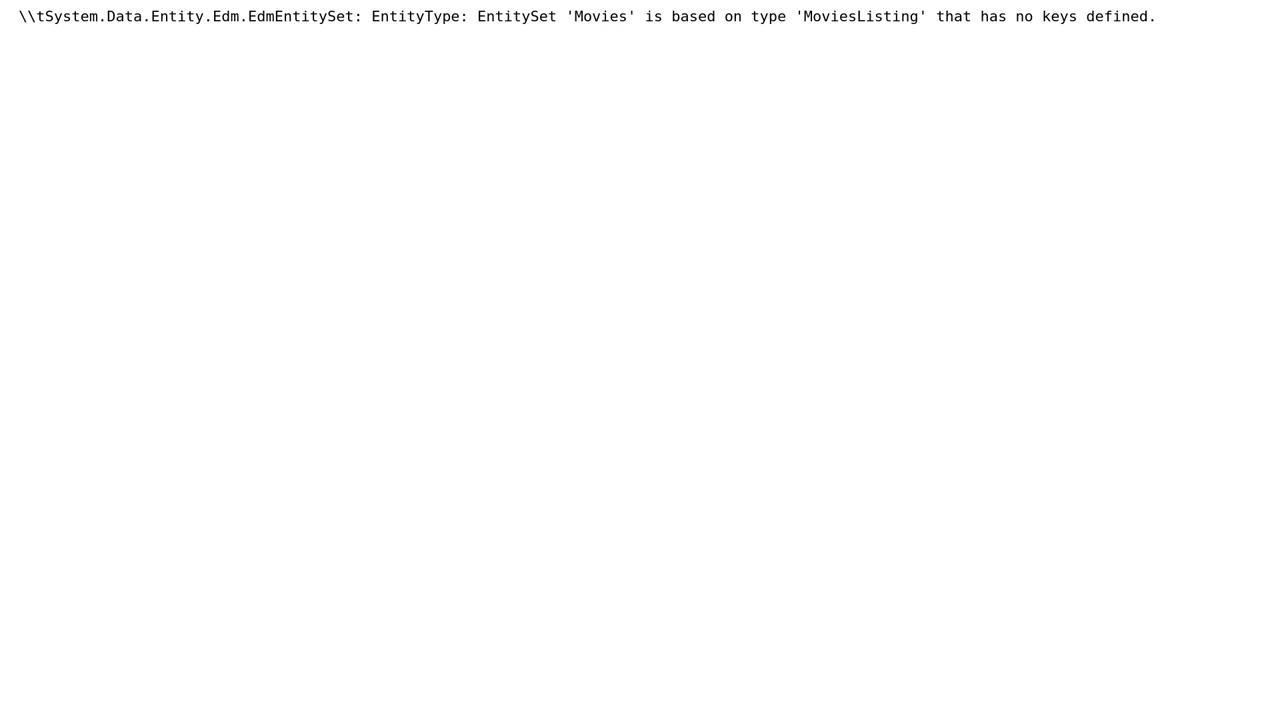 \\tSystem.Data.Entity.Edm.EdmEntitySet: EntityType: EntitySet 'Movies' is based on type 'MoviesListing' that has no keys defined.